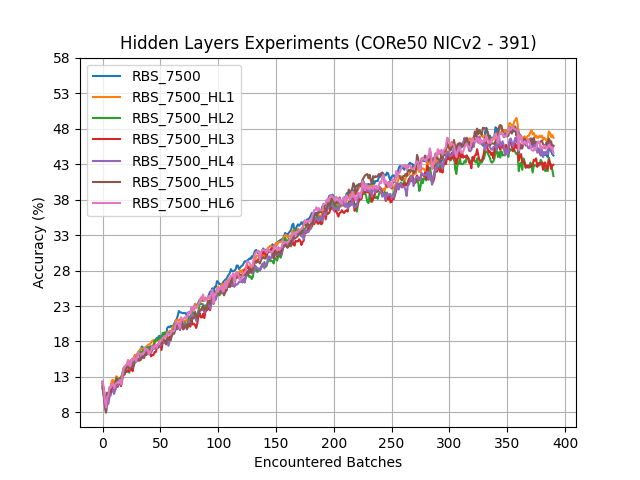 Hidden Layers Experiments (CORe50 NICv2 - 391)
58
53
48
43
38
33
28
23
18
13
8
Accuracy (%)
RBS_7500
RBS_7500_HL1
RBS_7500_HL2
RBS_7500_HL3
RBS_7500_HL4
RBS_7500_HL5
RBS_7500_HL6
0 50 100 150 200 250 300 350 400
Encountered Batches